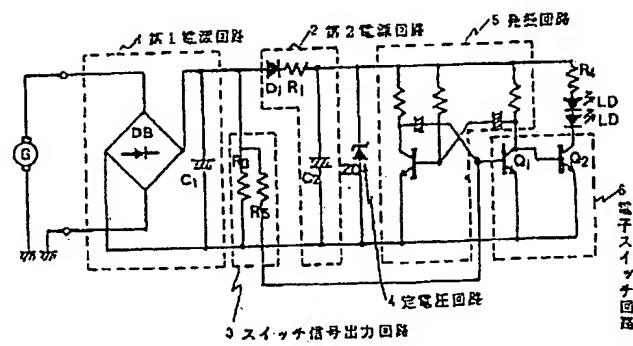 1 第1電源回路
2 第2電源回路
5 発振回路
G
DB
C1
D1
R1
R3
C2
ZD
R4
LD
LD
Q1
Q2
6 電子スイッチ回路
4 定電圧回路
3 スイッチ信号出力回路